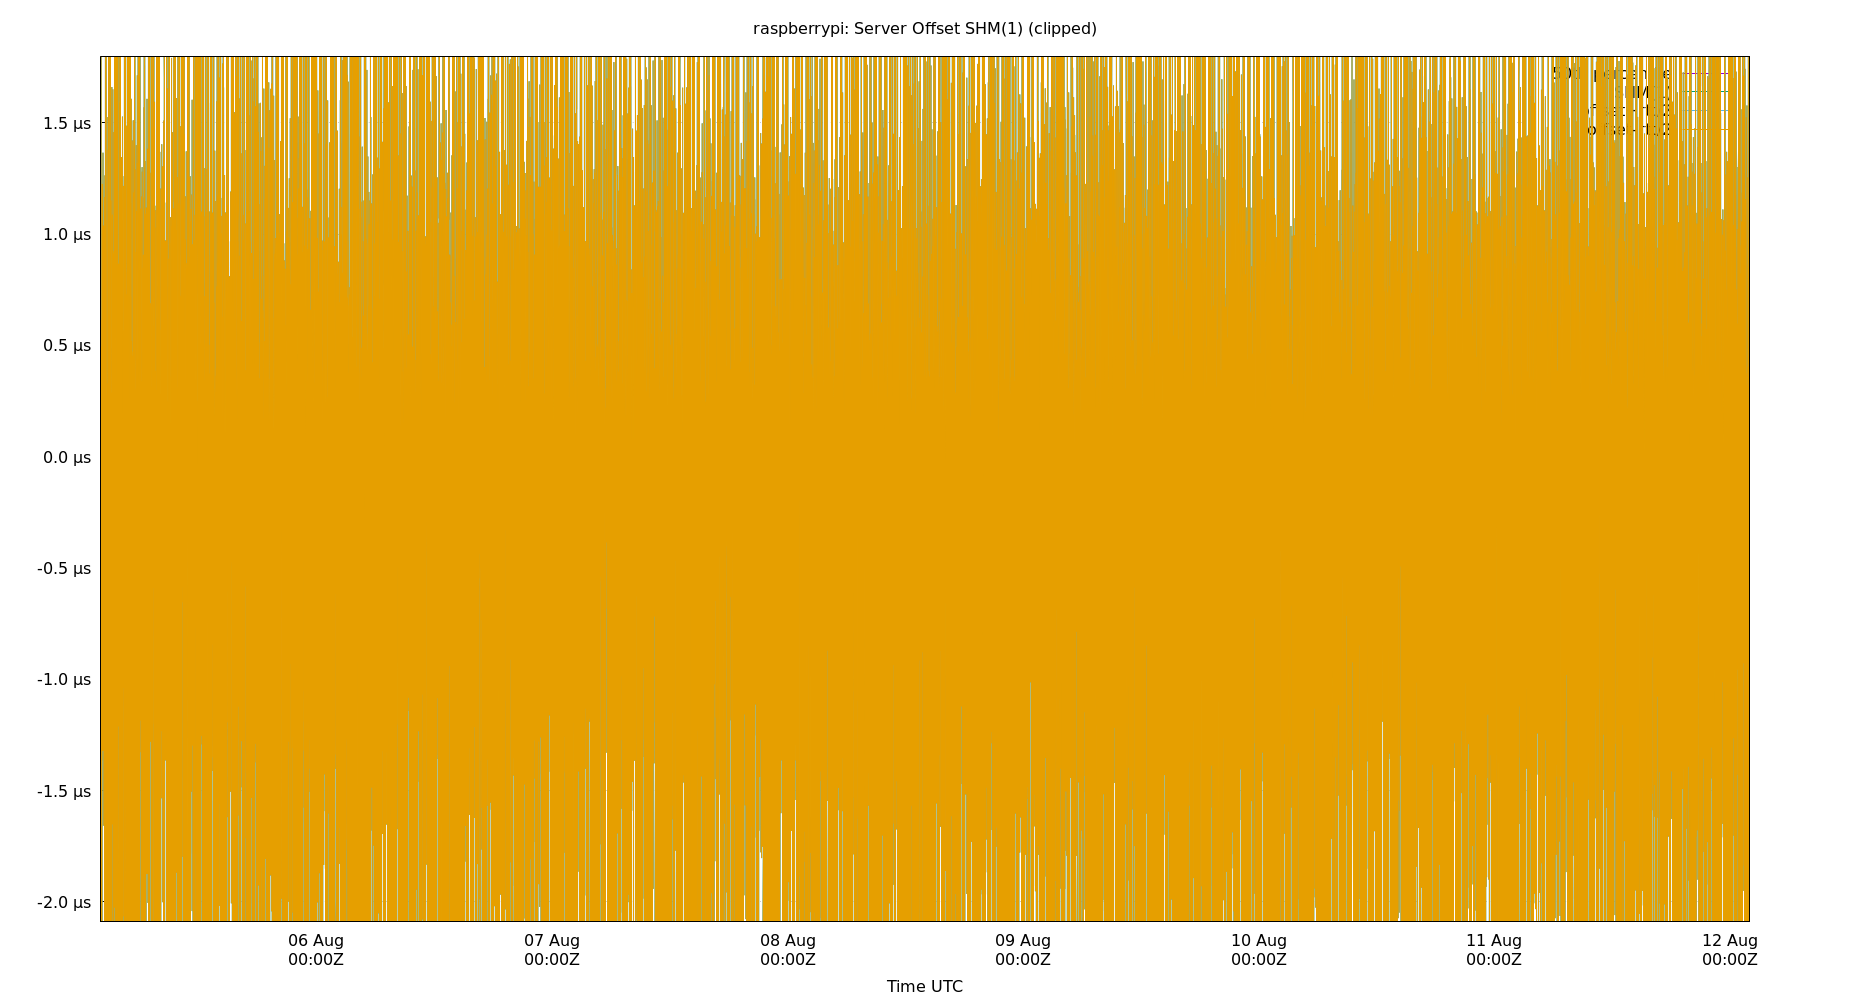 raspberrypi: Server Offset SHM(1) (clipped)
1.5 µs
1.0 µs
0.5 µs
0.0 µs
-0.5 µs
-1.0 µs
-1.5 µs
-2.0 µs
06 Aug 07 Aug 08 Aug 09 Aug 10 Aug 11 Aug 12 Aug
00:00Z 00:00Z 00:00Z 00:00Z 00:00Z 00:00Z 00:00Z
Time UTC